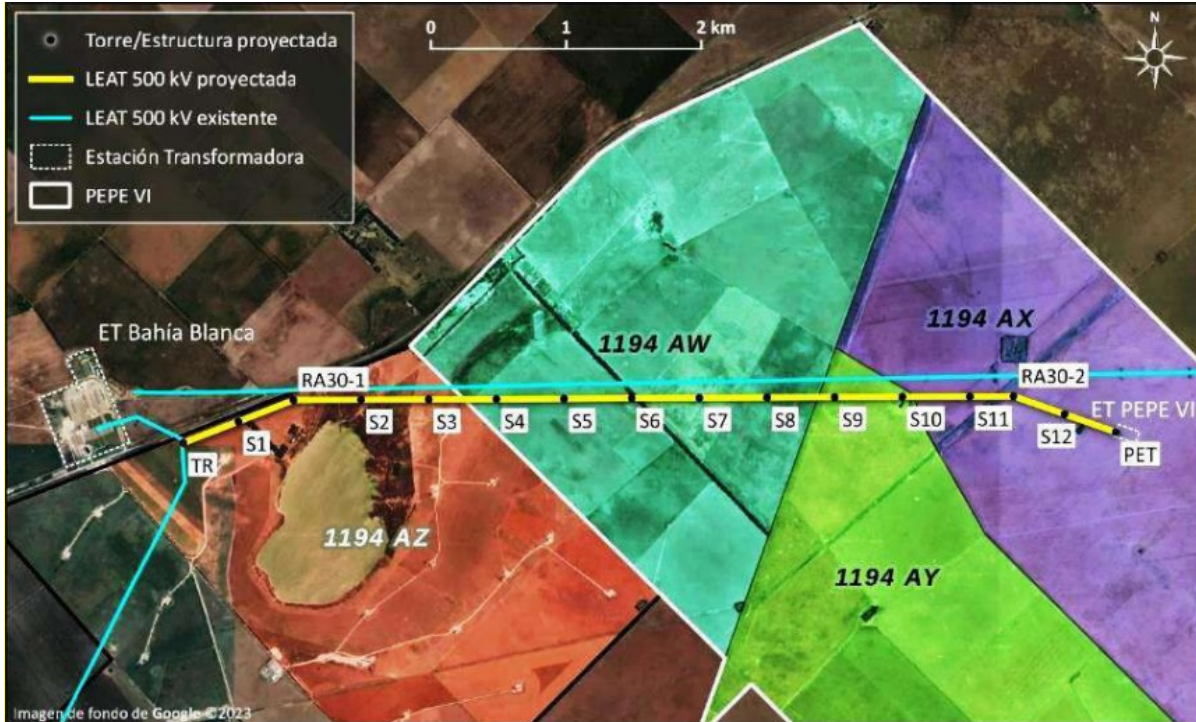 Torre/Estructura proyectada
LEAT 500 kV proyectada
LEAT 500 kV existente
Estación Transformadora
PEPE VI
0 1 2 km
N
ET Bahía Blanca
1194 AW
1194 AX
RA30-1
RA30-2
S1
S2
S3
S4
S5
S6
S7
S8
S9
S10
S11
S12
TR
ET PEPE VI
PET
1194 AZ
1194 AY
Imagen de fondo de Google ©2023